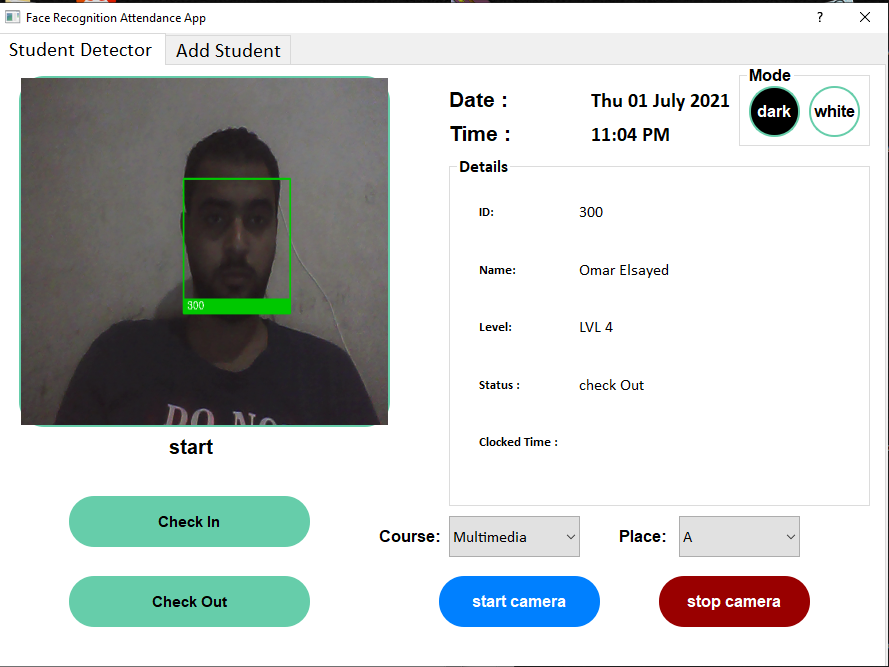 Face Recognition Attendance App
?
Student Detector
Add Student
Date :
Thu 01 July 2021
Time :
11:04 PM
Mode
dark
white
Details
ID:
300
Name:
Omar Elsayed
Level:
LVL 4
Status :
check Out
Clocked Time :
300
DO NO
start
Check In
Check Out
Course:
Multimedia
Place:
A
start camera
stop camera